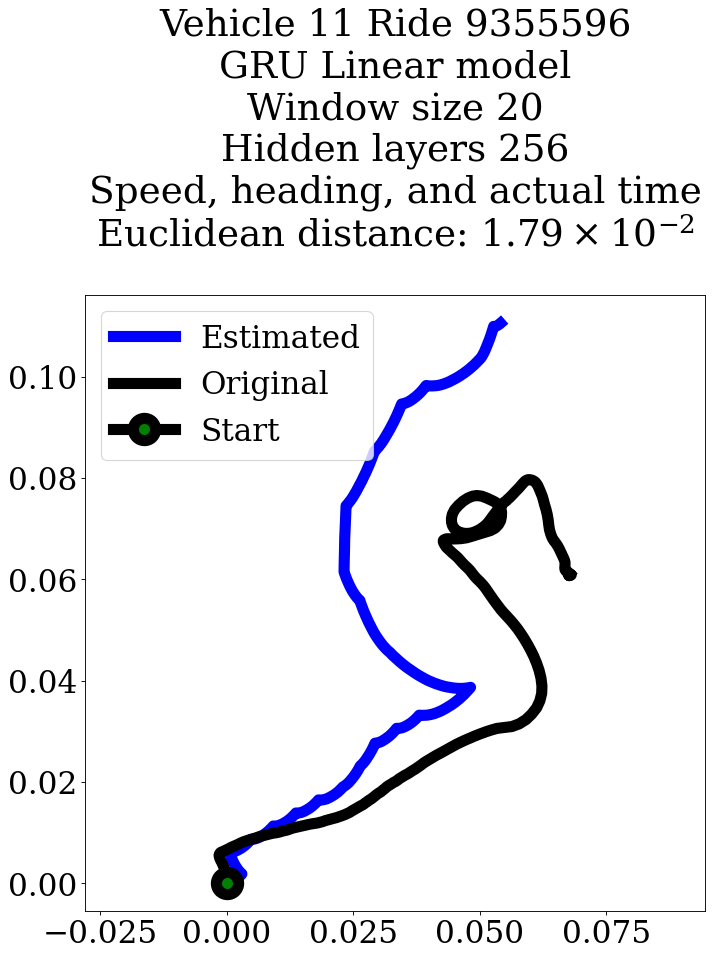 Vehicle 11 Ride 9355596
GRU Linear model
Window size 20
Hidden layers 256
Speed, heading, and actual time
Euclidean distance: 1.79 × 10⁻²
Estimated
Original
Start
0.10
0.08
0.06
0.04
0.02
0.00
−0.025 0.000 0.025 0.050 0.075